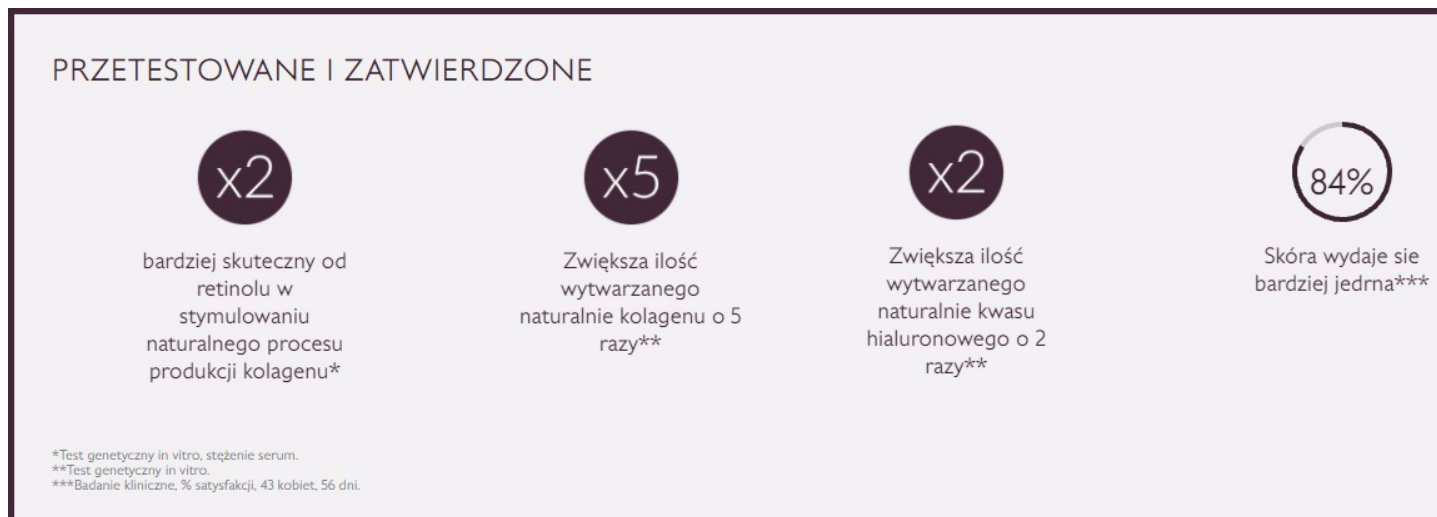 PRZETESTOWANE I ZATWIERDZONE
x2
bardziej skuteczny od
retinolu w
stymulowaniu
naturalnego procesu
produkcji kolagenu*
x5
Zwiększa ilość
wytwarzanego
naturalnie kolagenu o 5
razy**
x2
Zwiększa ilość
wytwarzanego
naturalnie kwasu
hialuronowego o 2
razy**
84%
Skóra wydaje sie
bardziej jedrna***
*Test genetyczny in vitro, stężenie serum.
**Test genetyczny in vitro.
***Badanie kliniczne, % satysfakcji, 43 kobiet, 56 dni.